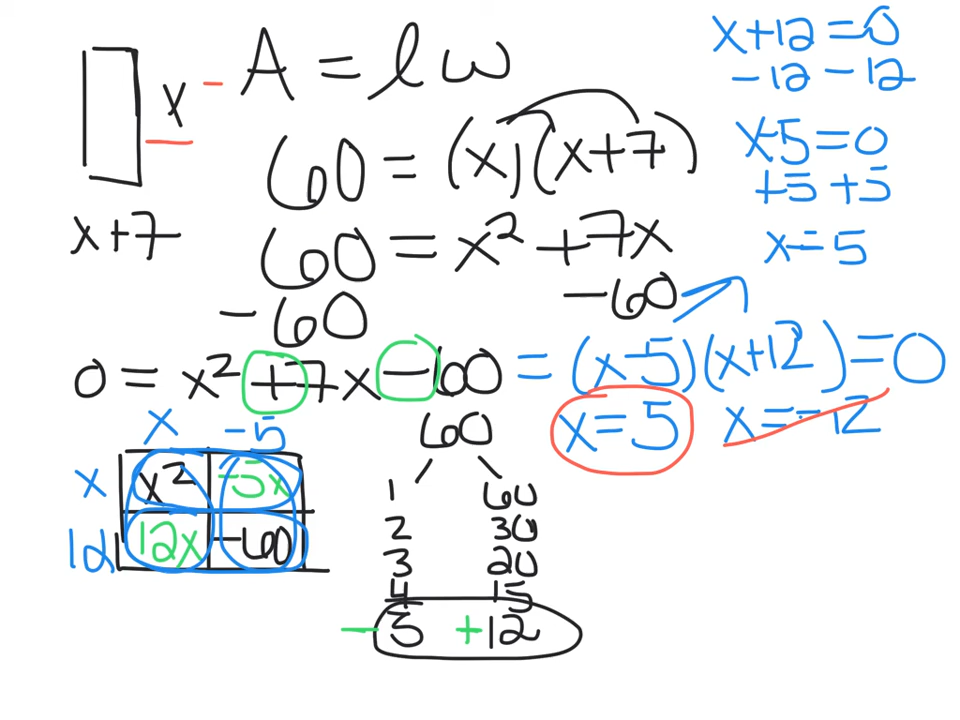 A = lw
x -
60 = (x)(x+7)
x+7
60 = x² + 7x
-60 -60
0 = x² + 7x - 60 = (x-5)(x+12) = 0
x = 5 x = -12
x+12=0
-12 -12
x-5=0
+5 +5
x = 5
x -5
x x² -5x
12 12x -60
60
1 60
2 30
3 20
4 15
-5 +12